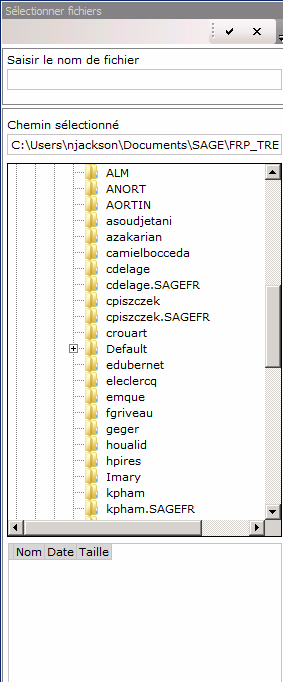 Sélectionner fichiers
Saisir le nom de fichier
Chemin sélectionné
C:\Users\njackson\Documents\SAGE\FRP_TRE
ALM
ANORT
AORTIN
asoudjetani
azakarian
camielbocceda
cdelage
cdelage.SAGEFR
cpiszczek
cpiszczek.SAGEFR
crouart
Default
edubernet
eleclercq
emque
fgriveau
geger
houalid
hpires
lmary
kpham
kpham.SAGEFR
Nom Date Taille